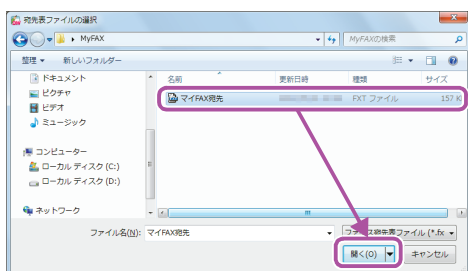 宛先表ファイルの選択
MyFAX
MyFAXの検索
整理 新しいフォルダー
名前 更新日時 種類 サイズ
ドキュメント
ピクチャ
ビデオ
ミュージック
コンピューター
ローカル ディスク (C:)
ローカル ディスク (D:)
ネットワーク
マイFAX宛先 FXT ファイル 157 K
ファイル名(N): マイFAX宛先
ファクス宛先表ファイル (*.fx
開く(O) キャンセル